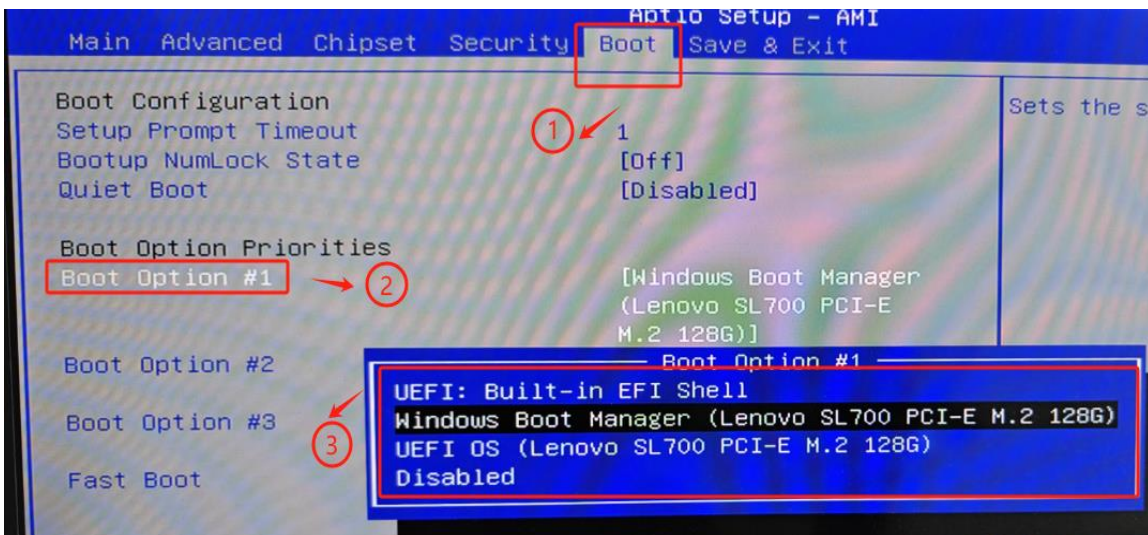 Aptio Setup - AMI
Main Advanced Chipset Security Boot Save & Exit
Boot Configuration
Setup Prompt Timeout 1
Bootup NumLock State [Off]
Quiet Boot [Disabled]
Sets the s
①
Boot Option Priorities
Boot Option #1 ② [Windows Boot Manager
(Lenovo SL700 PCI-E
M.2 128G)]
Boot Option #2
Boot Option #3
Fast Boot
Boot Option #1
UEFI: Built-in EFI Shell
Windows Boot Manager (Lenovo SL700 PCI-E M.2 128G)
UEFI OS (Lenovo SL700 PCI-E M.2 128G)
Disabled
③